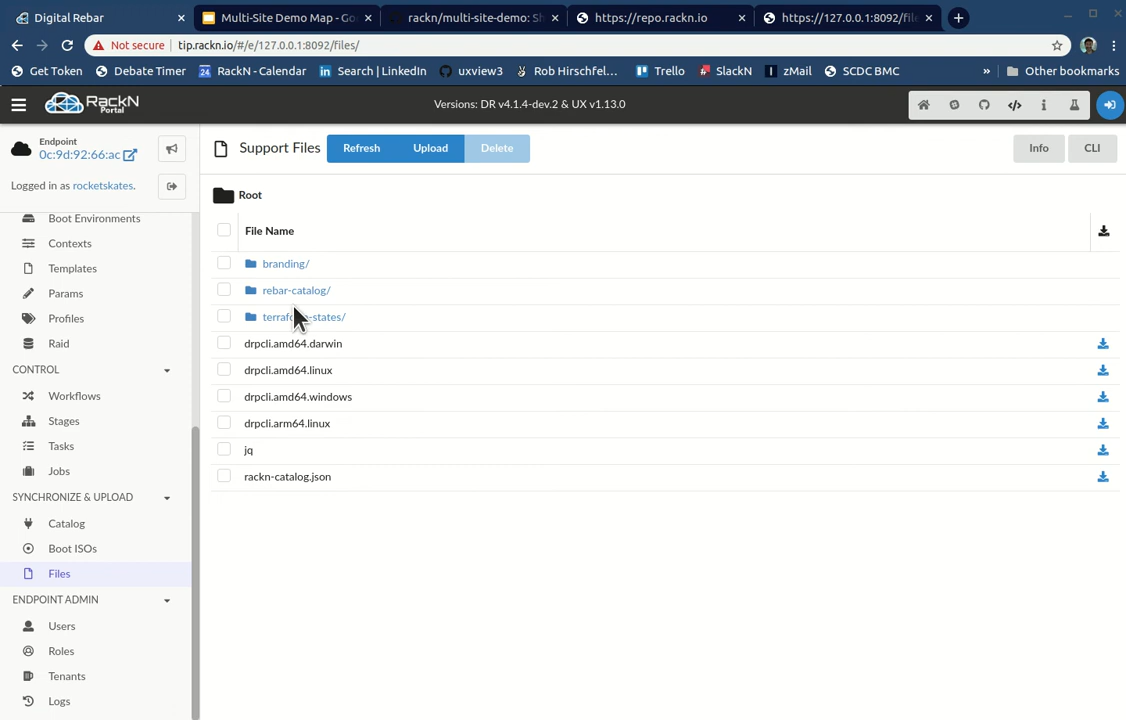 Digital Rebar
Multi-Site Demo Map - Go
rackn/multi-site-demo: Sh
https://repo.rackn.io
https://127.0.0.1:8092/file
Not secure
tip.rackn.io/#/e/127.0.0.1:8092/files/
Get Token
Debate Timer
24
RackN - Calendar
in
Search | LinkedIn
uxview3
Rob Hirschfel...
Trello
SlackN
zMail
SCDC BMC
»
Other bookmarks
RackN
Portal
Versions: DR v4.1.4-dev.2 & UX v1.13.0
Endpoint
0c:9d:92:66:ac
Logged in as rocketskates.
Support Files
Refresh
Upload
Delete
Info
CLI
Boot Environments
Contexts
Templates
Params
Profiles
Raid
CONTROL
Workflows
Stages
Tasks
Jobs
SYNCHRONIZE & UPLOAD
Catalog
Boot ISOs
Files
ENDPOINT ADMIN
Users
Roles
Tenants
Logs
Root
File Name
branding/
rebar-catalog/
-states/
drpcli.amd64.darwin
drpcli.amd64.linux
drpcli.amd64.windows
drpcli.arm64.linux
jq
rackn-catalog.json